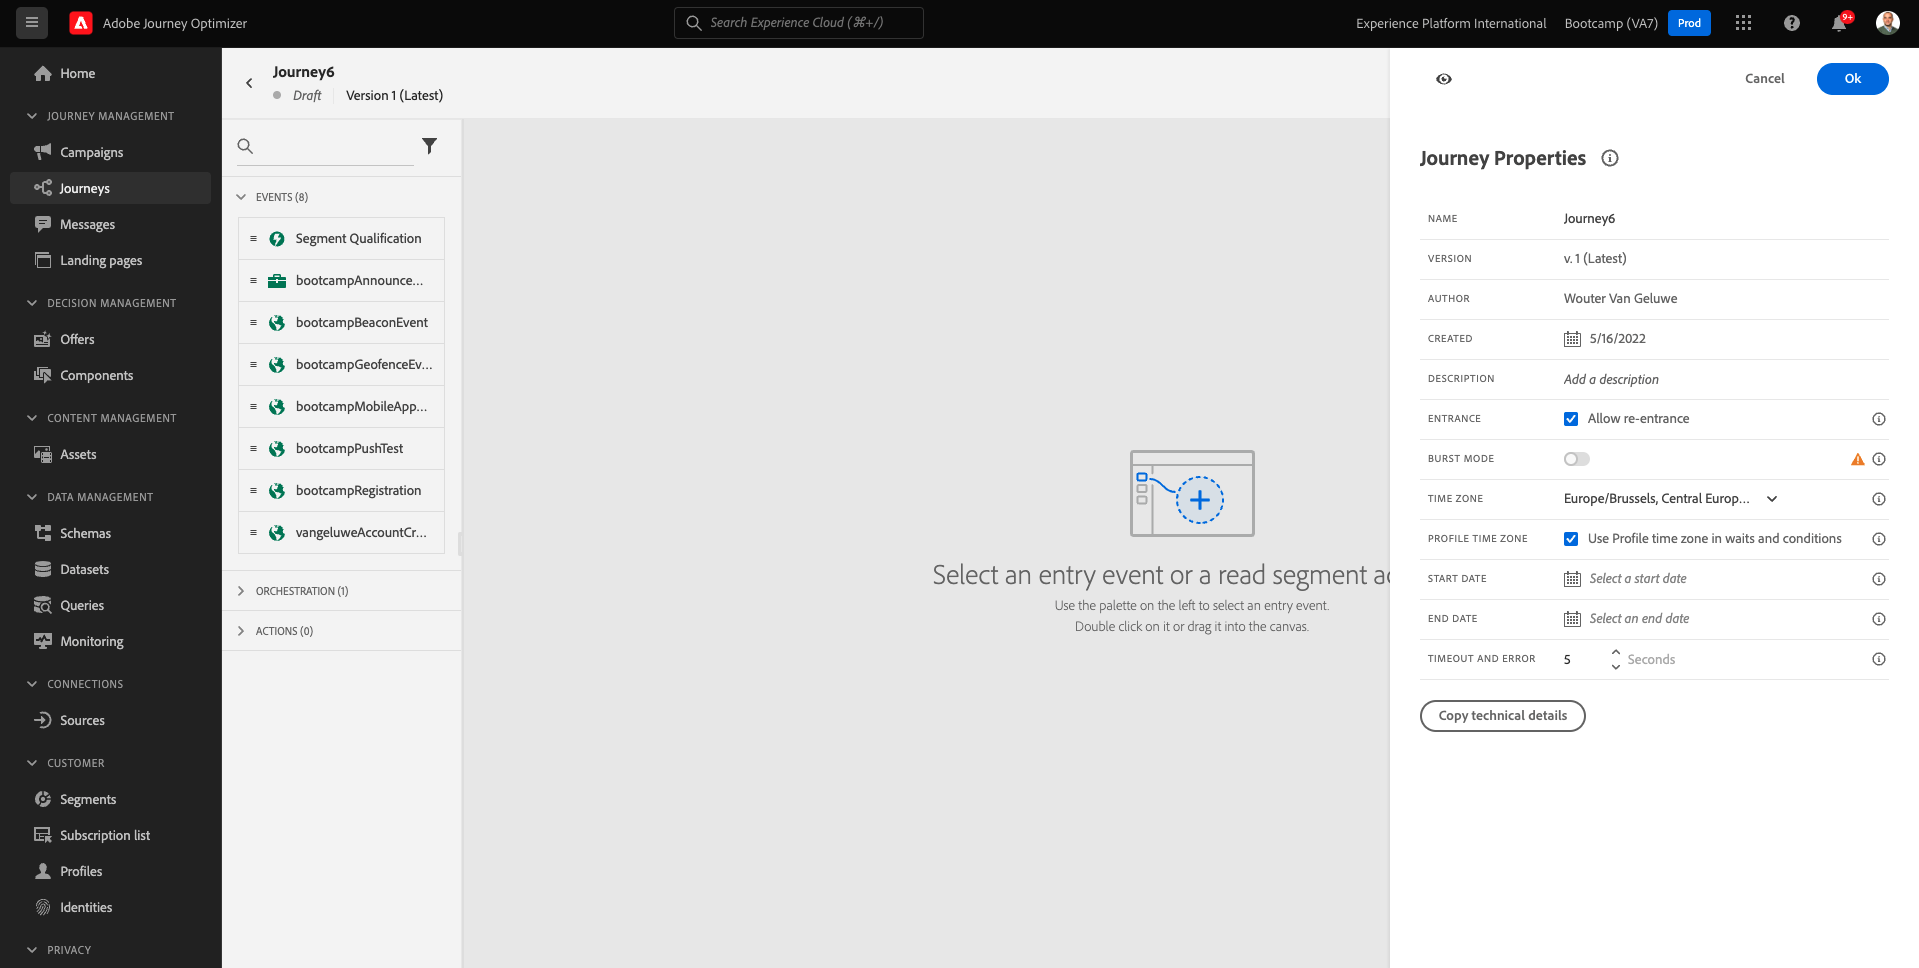 Adobe Journey Optimizer
Search Experience Cloud (⌘+/)
Experience Platform International
Bootcamp (VA7)
Prod
9+
Home
JOURNEY MANAGEMENT
Campaigns
Journeys
Messages
Landing pages
DECISION MANAGEMENT
Offers
Components
CONTENT MANAGEMENT
Assets
DATA MANAGEMENT
Schemas
Datasets
Queries
Monitoring
CONNECTIONS
Sources
CUSTOMER
Segments
Subscription list
Profiles
Identities
PRIVACY
Journey6
Draft
Version 1 (Latest)
EVENTS (8)
Segment Qualification
bootcampAnnounce...
bootcampBeaconEvent
bootcampGeofenceEv...
bootcampMobileApp...
bootcampPushTest
bootcampRegistration
vangeluweAccountCr...
ORCHESTRATION (1)
ACTIONS (0)
Select an entry event or a read segment ac
Use the palette on the left to select an entry event.
Double click on it or drag it into the canvas.
Cancel
Ok
Journey Properties
NAME Journey6
VERSION v. 1 (Latest)
AUTHOR Wouter Van Geluwe
CREATED 5/16/2022
DESCRIPTION Add a description
ENTRANCE Allow re-entrance
BURST MODE
TIME ZONE Europe/Brussels, Central Europ...
PROFILE TIME ZONE Use Profile time zone in waits and conditions
START DATE Select a start date
END DATE Select an end date
TIMEOUT AND ERROR 5 Seconds
Copy technical details